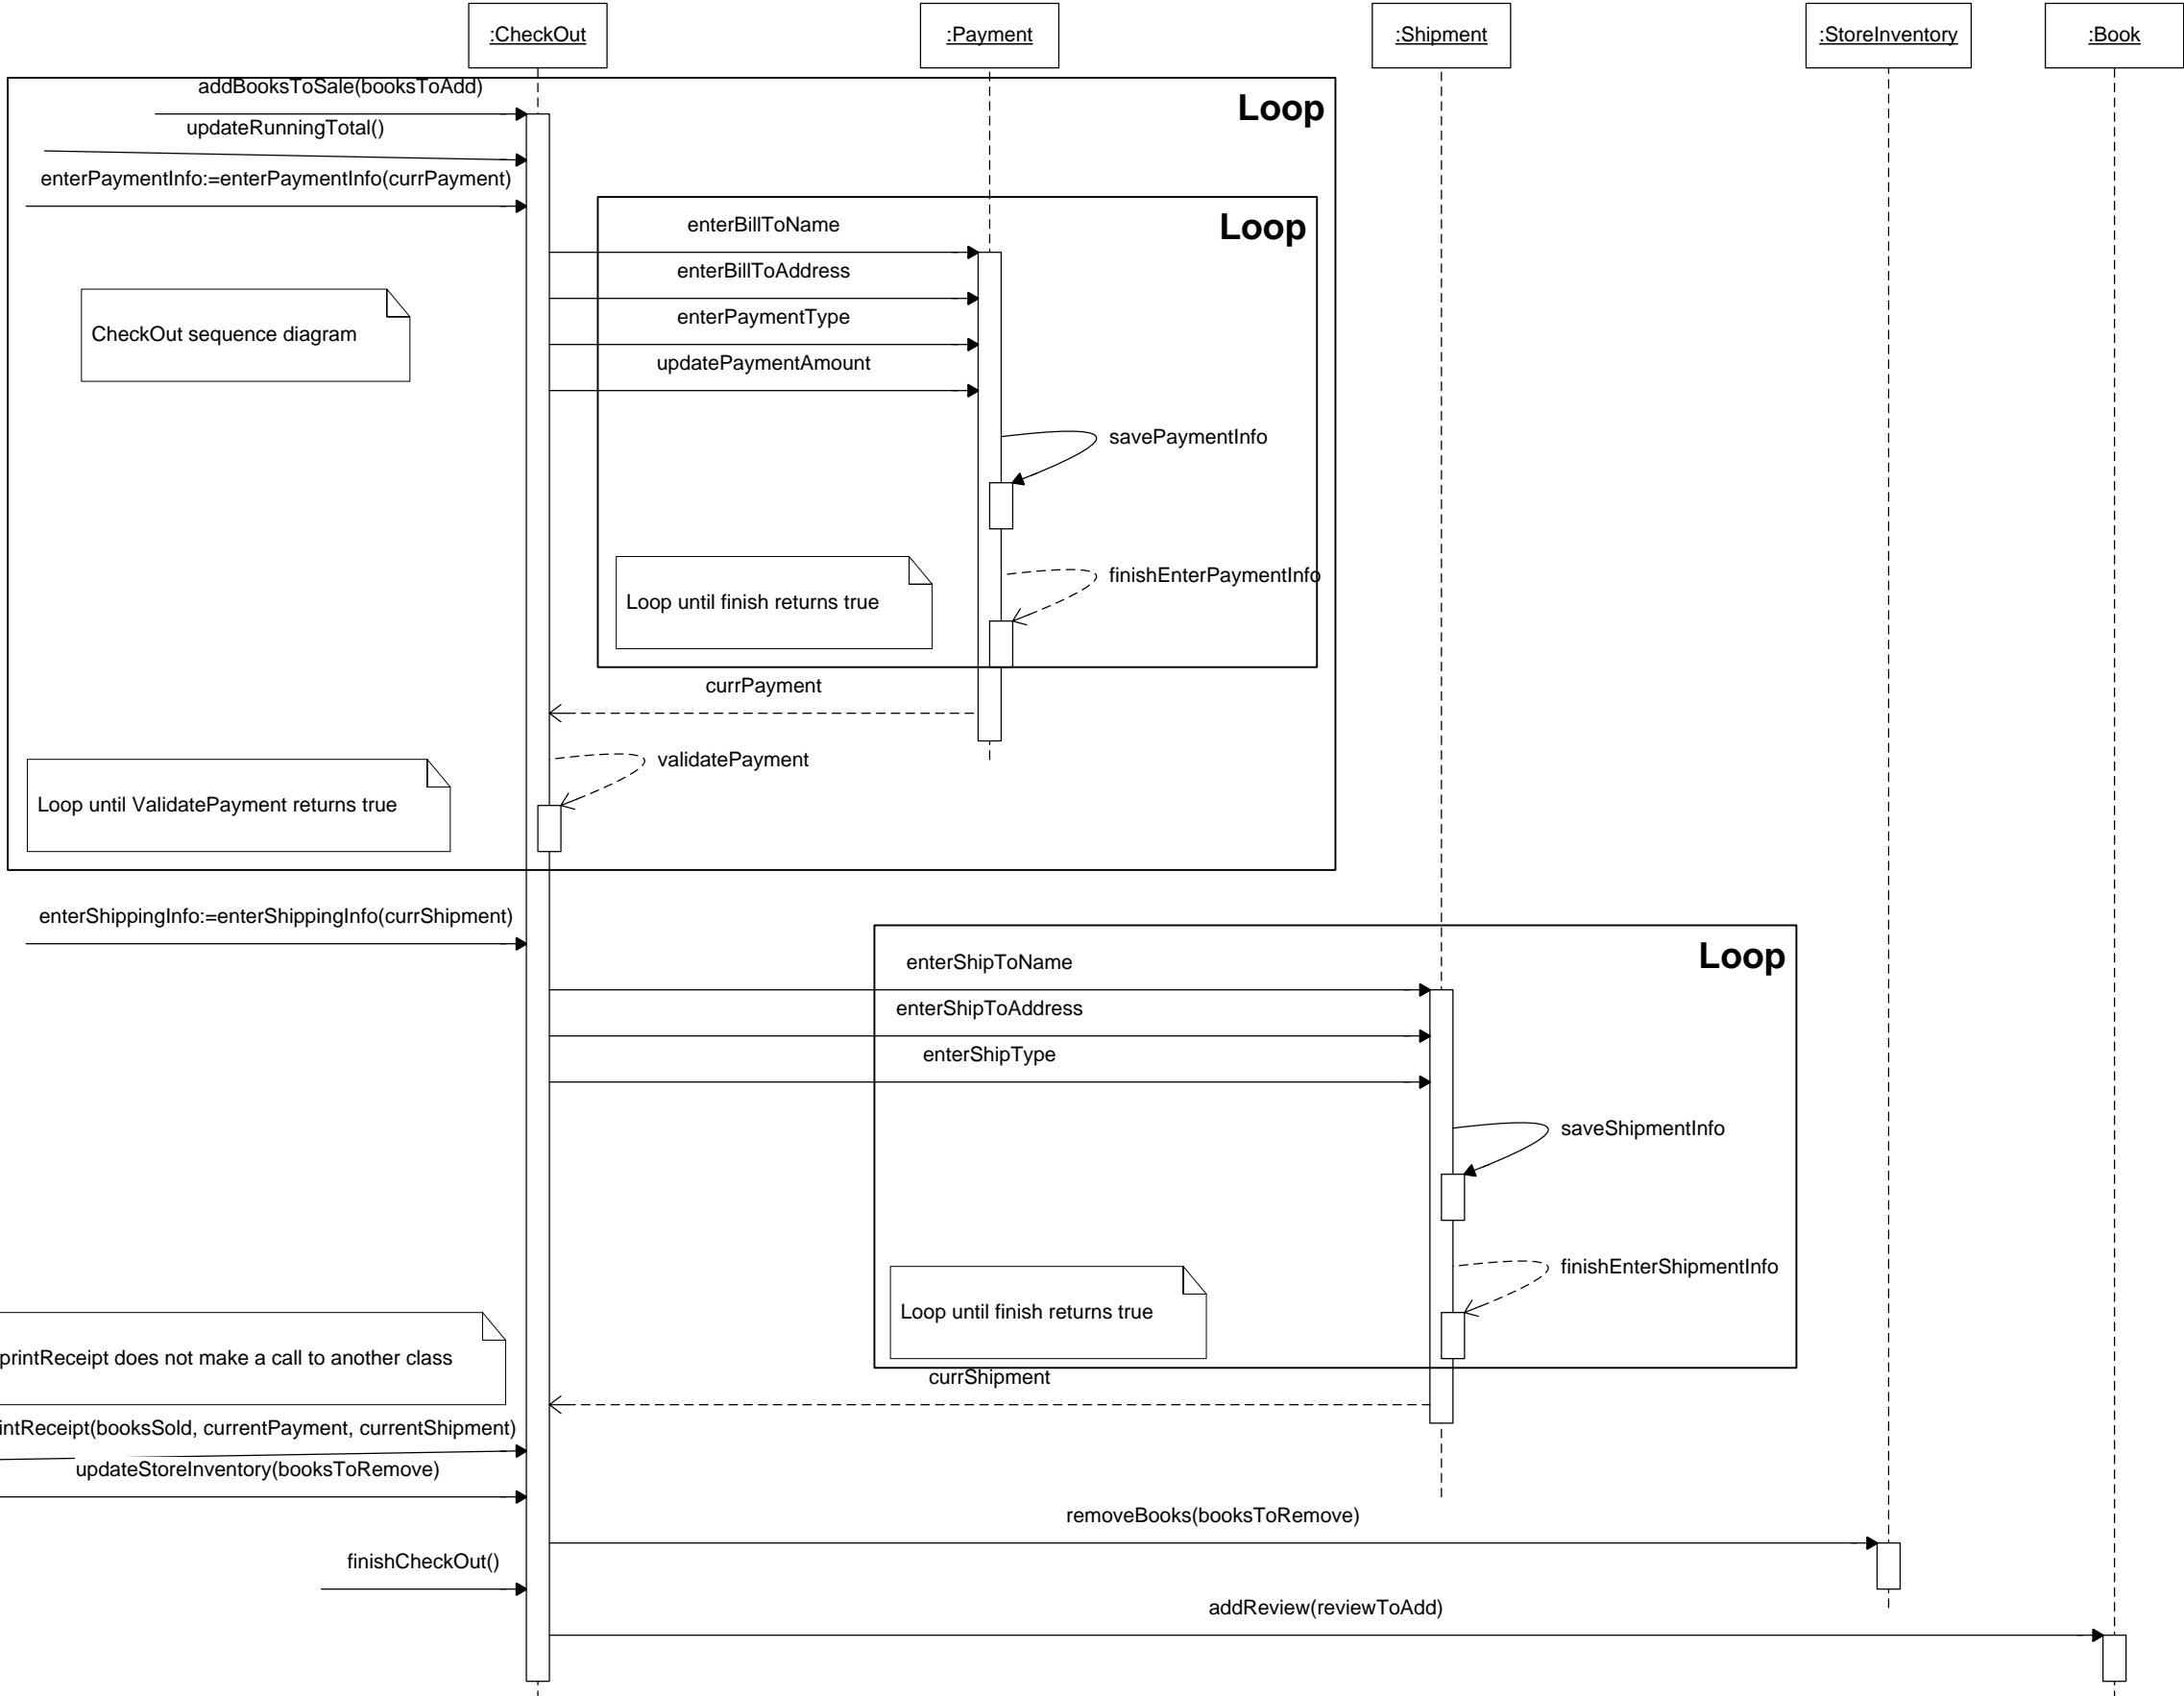 :CheckOut
:Payment
:Shipment
:StoreInventory
:Book
addBooksToSale(booksToAdd)
Loop
updateRunningTotal()
enterPaymentInfo:=enterPaymentInfo(currPayment)
enterBillToName
Loop
enterBillToAddress
enterPaymentType
CheckOut sequence diagram
updatePaymentAmount
savePaymentInfo
finishEnterPaymentInfo
Loop until finish returns true
currPayment
validatePayment
Loop until ValidatePayment returns true
enterShippingInfo:=enterShippingInfo(currShipment)
enterShipToName
Loop
enterShipToAddress
enterShipType
saveShipmentInfo
finishEnterShipmentInfo
Loop until finish returns true
printReceipt does not make a call to another class
currShipment
intReceipt(booksSold, currentPayment, currentShipment)
updateStoreInventory(booksToRemove)
removeBooks(booksToRemove)
finishCheckOut()
addReview(reviewToAdd)